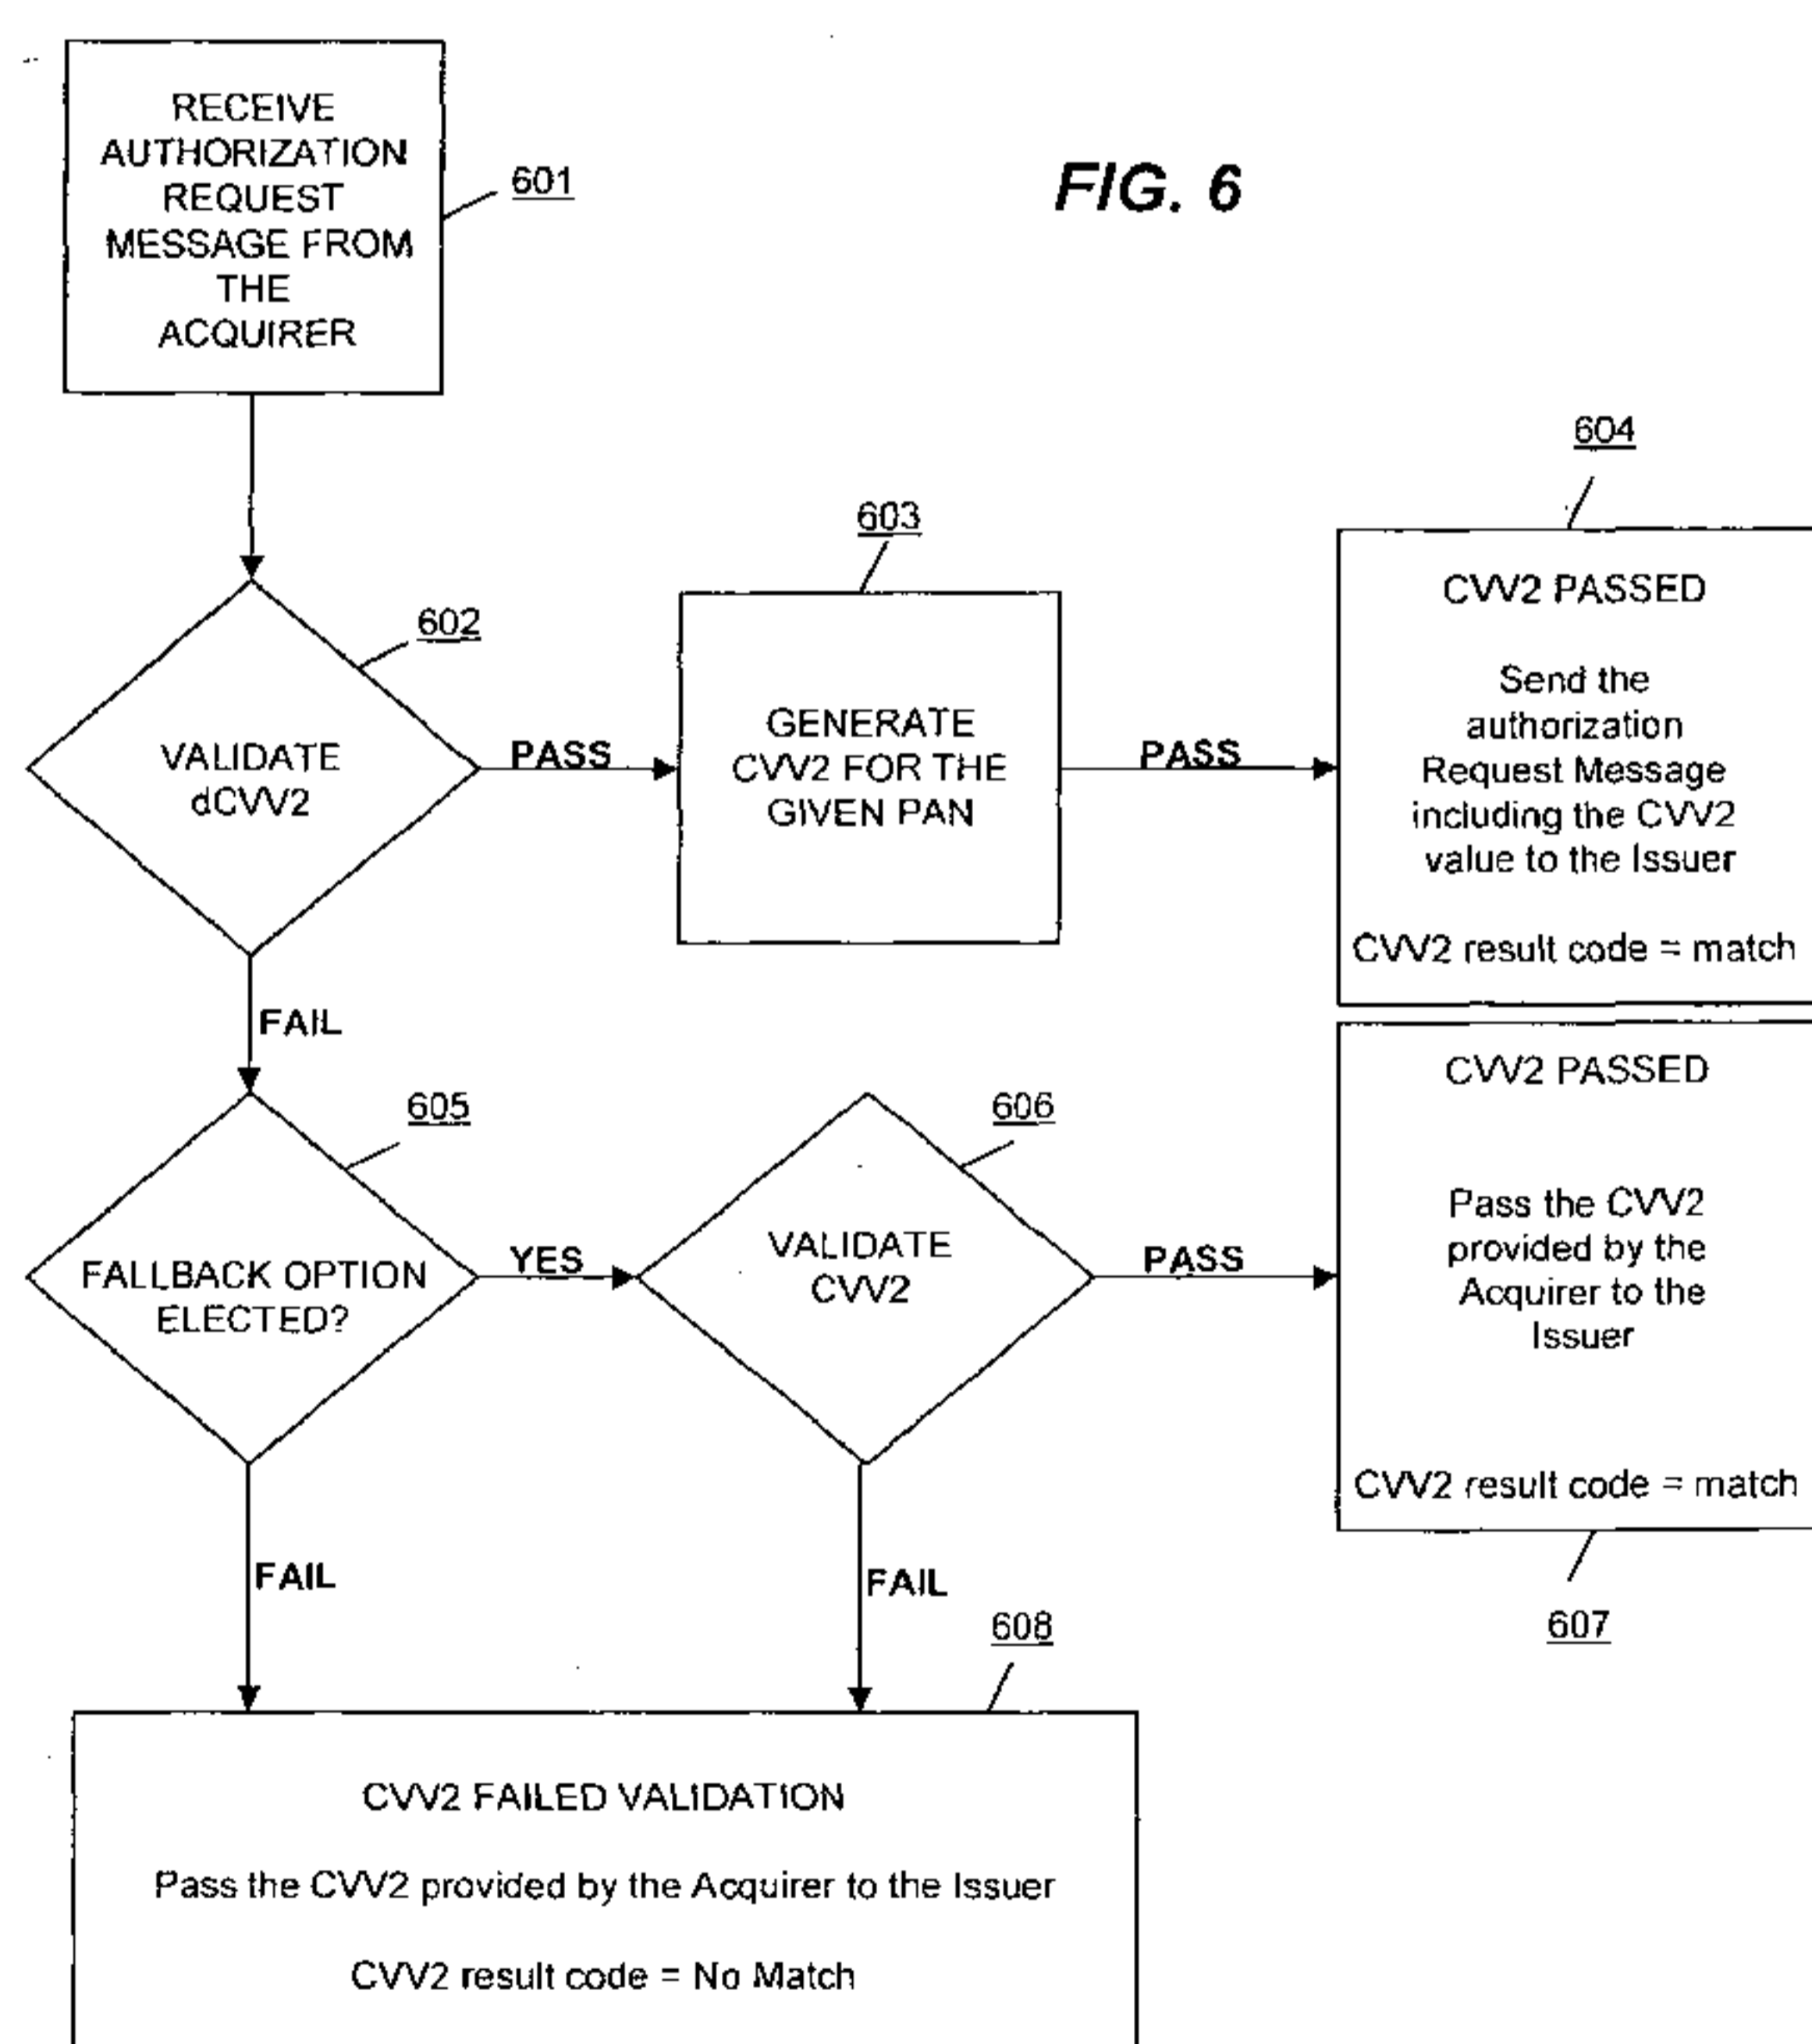 RECEIVE
AUTHORIZATION
REQUEST
MESSAGE FROM
THE
ACQUIRER
601
FIG. 6
602
VALIDATE
dCVV2
PASS
603
GENERATE
CVV2 FOR THE
GIVEN PAN
PASS
604
CVV2 PASSED
Send the
authorization
Request Message
including the CVV2
value to the Issuer
CVV2 result code = match
FAIL
605
FALLBACK OPTION
ELECTED?
YES
606
VALIDATE
CVV2
PASS
CVV2 PASSED
Pass the CVV2
provided by the
Acquirer to the
Issuer
CVV2 result code = match
607
FAIL
FAIL
608
CVV2 FAILED VALIDATION
Pass the CVV2 provided by the Acquirer to the Issuer
CVV2 result code = No Match